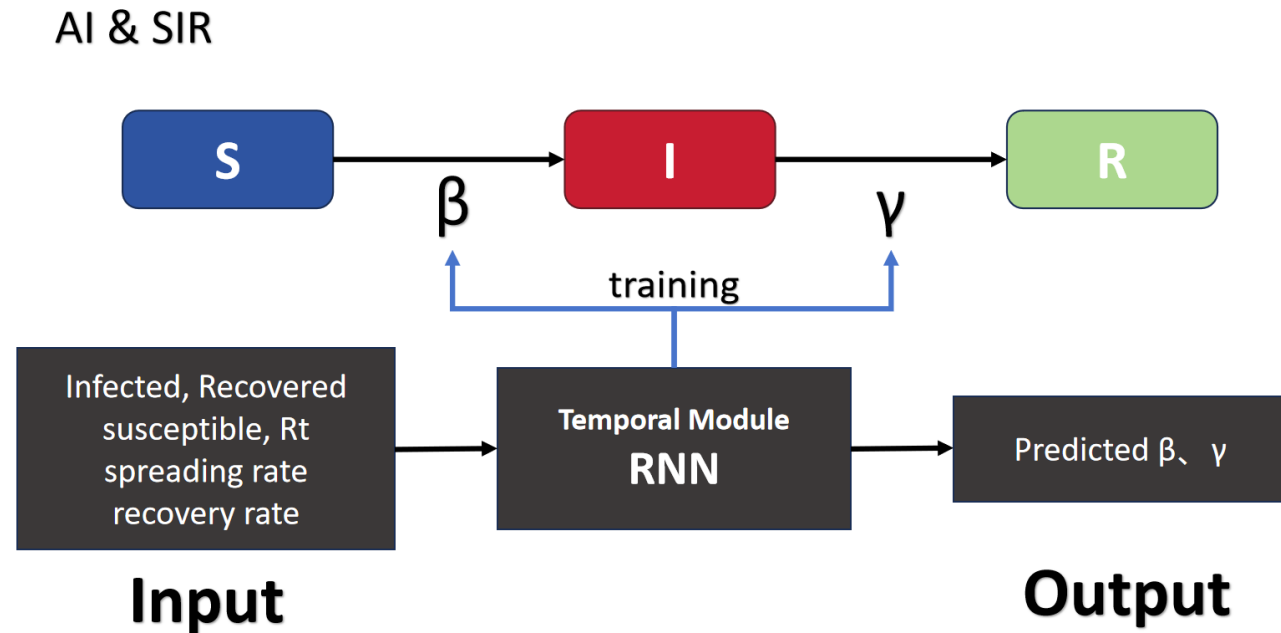 AI & SIR
S
I
R
β
γ
training
Infected, Recovered
susceptible, Rt
spreading rate
recovery rate
Temporal Module
RNN
Predicted β、γ
Input
Output